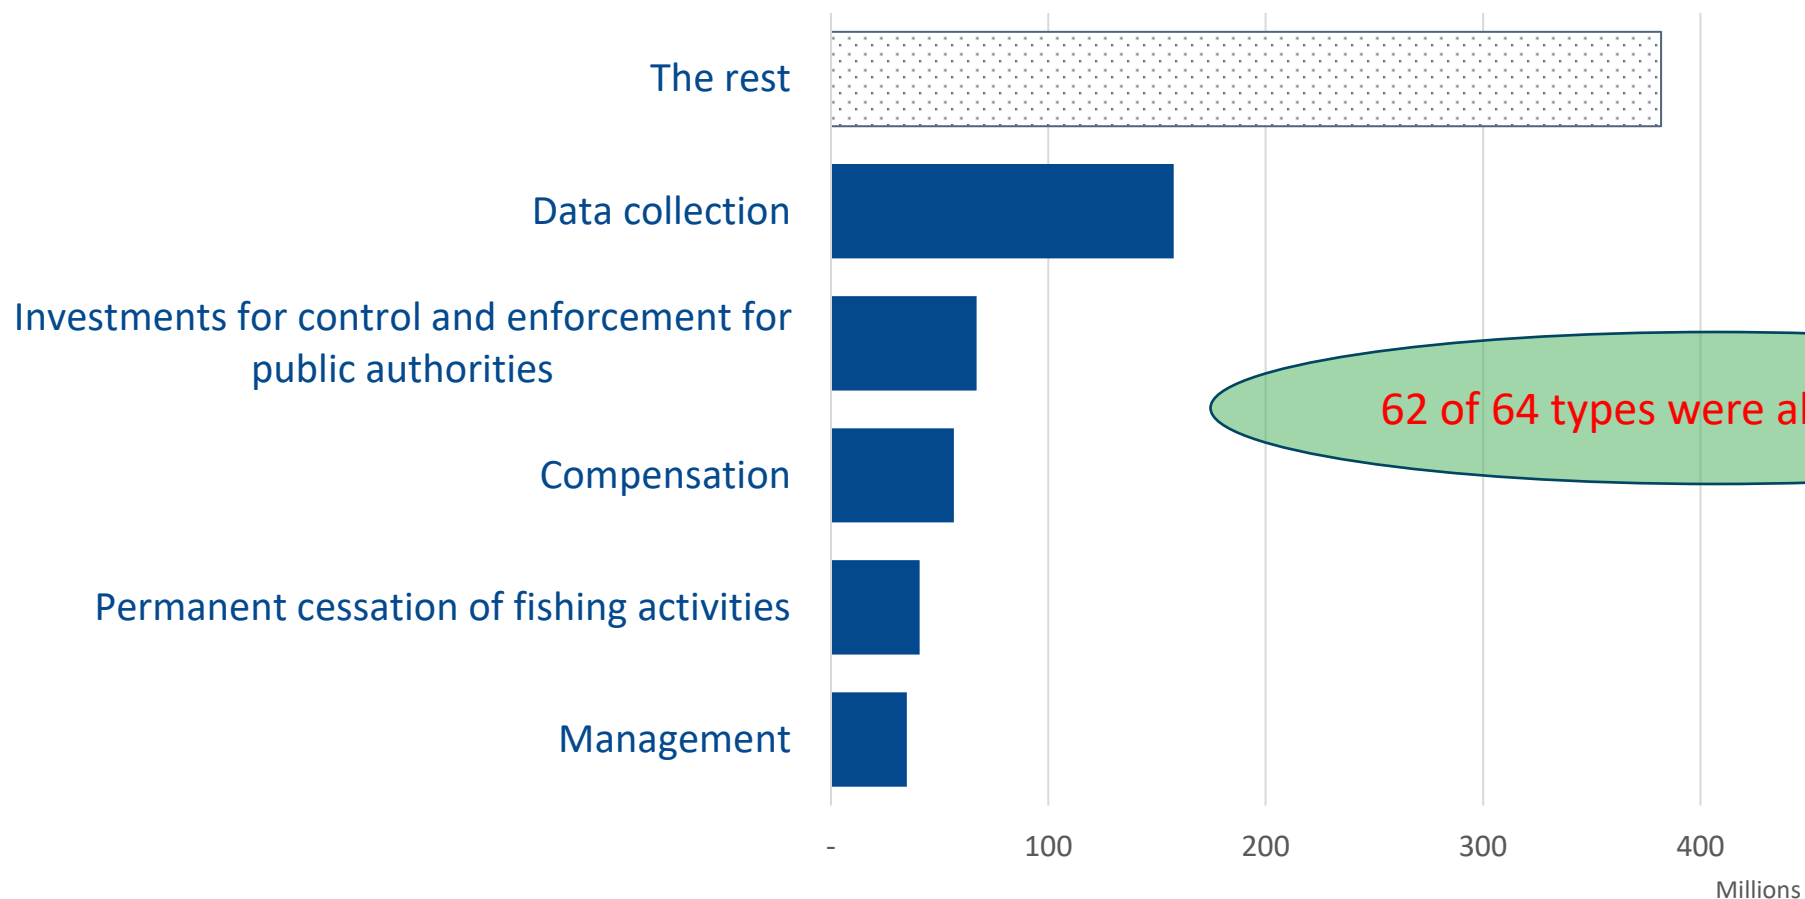 The rest
Data collection
Investments for control and enforcement for
public authorities
62 of 64 types were
Compensation
Permanent cessation of fishing activities
Management
- 100 200 300 400
Millions